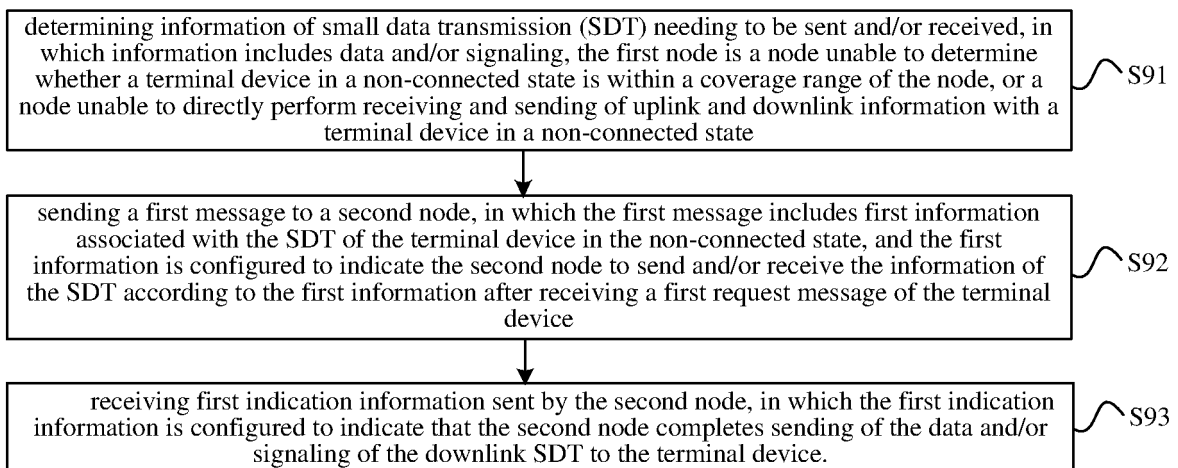 determining information of small data transmission (SDT) needing to be sent and/or received, in
which information includes data and/or signaling, the first node is a node unable to determine
whether a terminal device in a non-connected state is within a coverage range of the node, or a
node unable to directly perform receiving and sending of uplink and downlink information with a
terminal device in a non-connected state
S91
sending a first message to a second node, in which the first message includes first information
associated with the SDT of the terminal device in the non-connected state, and the first
information is configured to indicate the second node to send and/or receive the information of
the SDT according to the first information after receiving a first request message of the terminal
device
S92
receiving first indication information sent by the second node, in which the first indication
information is configured to indicate that the second node completes sending of the data and/or
signaling of the downlink SDT to the terminal device.
S93